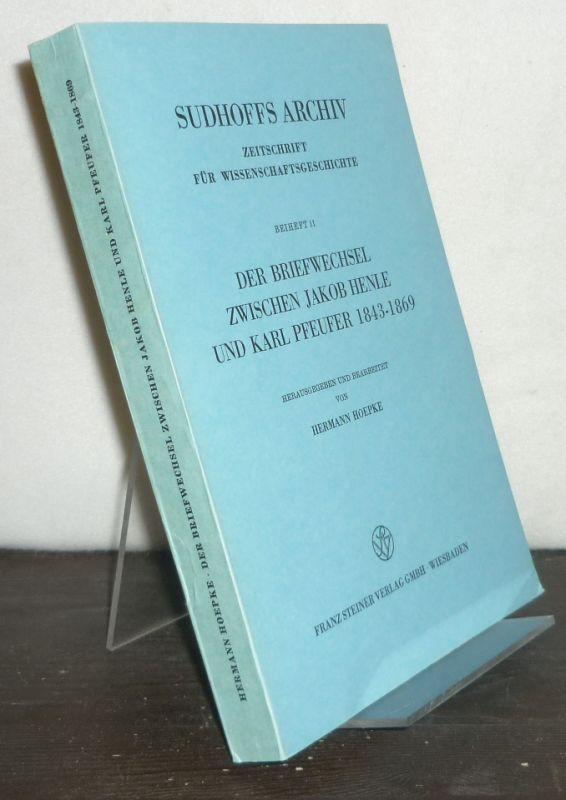 SUDHOFFS ARCHIV
ZEITSCHRIFT
FÜR WISSENSCHAFTSGESCHICHTE
BEIHEFT 11
DER BRIEFWECHSEL
ZWISCHEN JAKOB HENLE
UND KARL PFEUFER 1843-1869
HERAUSGEGEBEN UND BEARBEITET
VON
HERMANN HOEPKE
FRANZ STEINER VERLAG GMBH · WIESBADEN
HERMANN HOEPKE · DER BRIEFWECHSEL ZWISCHEN JAKOB HENLE UND KARL PFEUFER 1843-1869